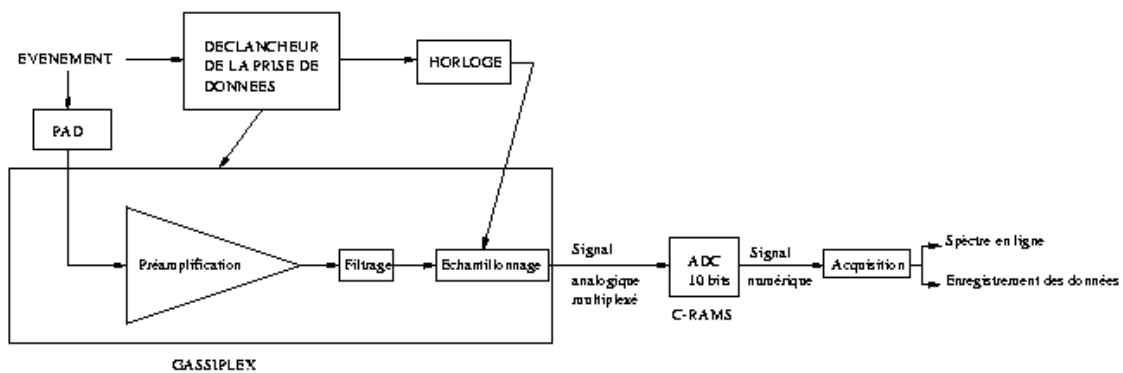 EVENEMENT
DECLANCHEUR
DE LA PRISE DE
DONNEES
HORLOGE
PAD
Préamplification
Filtrage
Echantillonnage
Signal
analogique
multiplexé
ADC
10 bits
C-RAMS
Signal
numérique
Acquisition
Spèctre en ligne
Enregistrement des données
GASSIPLEX